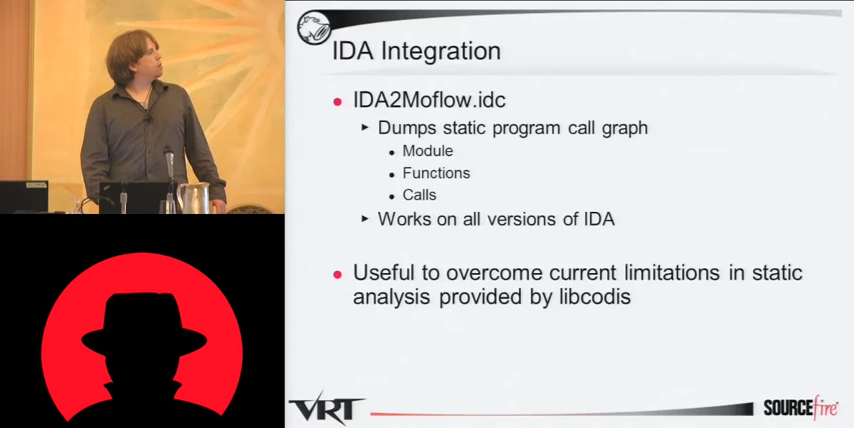 IDA Integration
IDA2Moflow.idc
Dumps static program call graph
Module
Functions
Calls
Works on all versions of IDA
Useful to overcome current limitations in static
analysis provided by libcodis
VRT
SOURCEfire